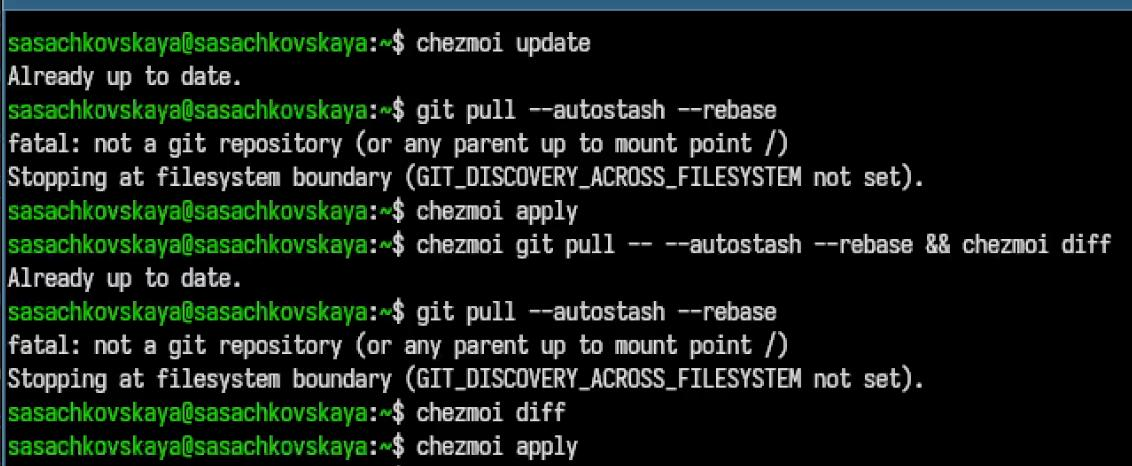 sasachkovskaya@sasachkovskaya:~$ chezmoi update
Already up to date.
sasachkovskaya@sasachkovskaya:~$ git pull --autostash --rebase
fatal: not a git repository (or any parent up to mount point /)
Stopping at filesystem boundary (GIT_DISCOVERY_ACROSS_FILESYSTEM not set).
sasachkovskaya@sasachkovskaya:~$ chezmoi apply
sasachkovskaya@sasachkovskaya:~$ chezmoi git pull -- --autostash --rebase && chezmoi diff
Already up to date.
sasachkovskaya@sasachkovskaya:~$ git pull --autostash --rebase
fatal: not a git repository (or any parent up to mount point /)
Stopping at filesystem boundary (GIT_DISCOVERY_ACROSS_FILESYSTEM not set).
sasachkovskaya@sasachkovskaya:~$ chezmoi diff
sasachkovskaya@sasachkovskaya:~$ chezmoi apply